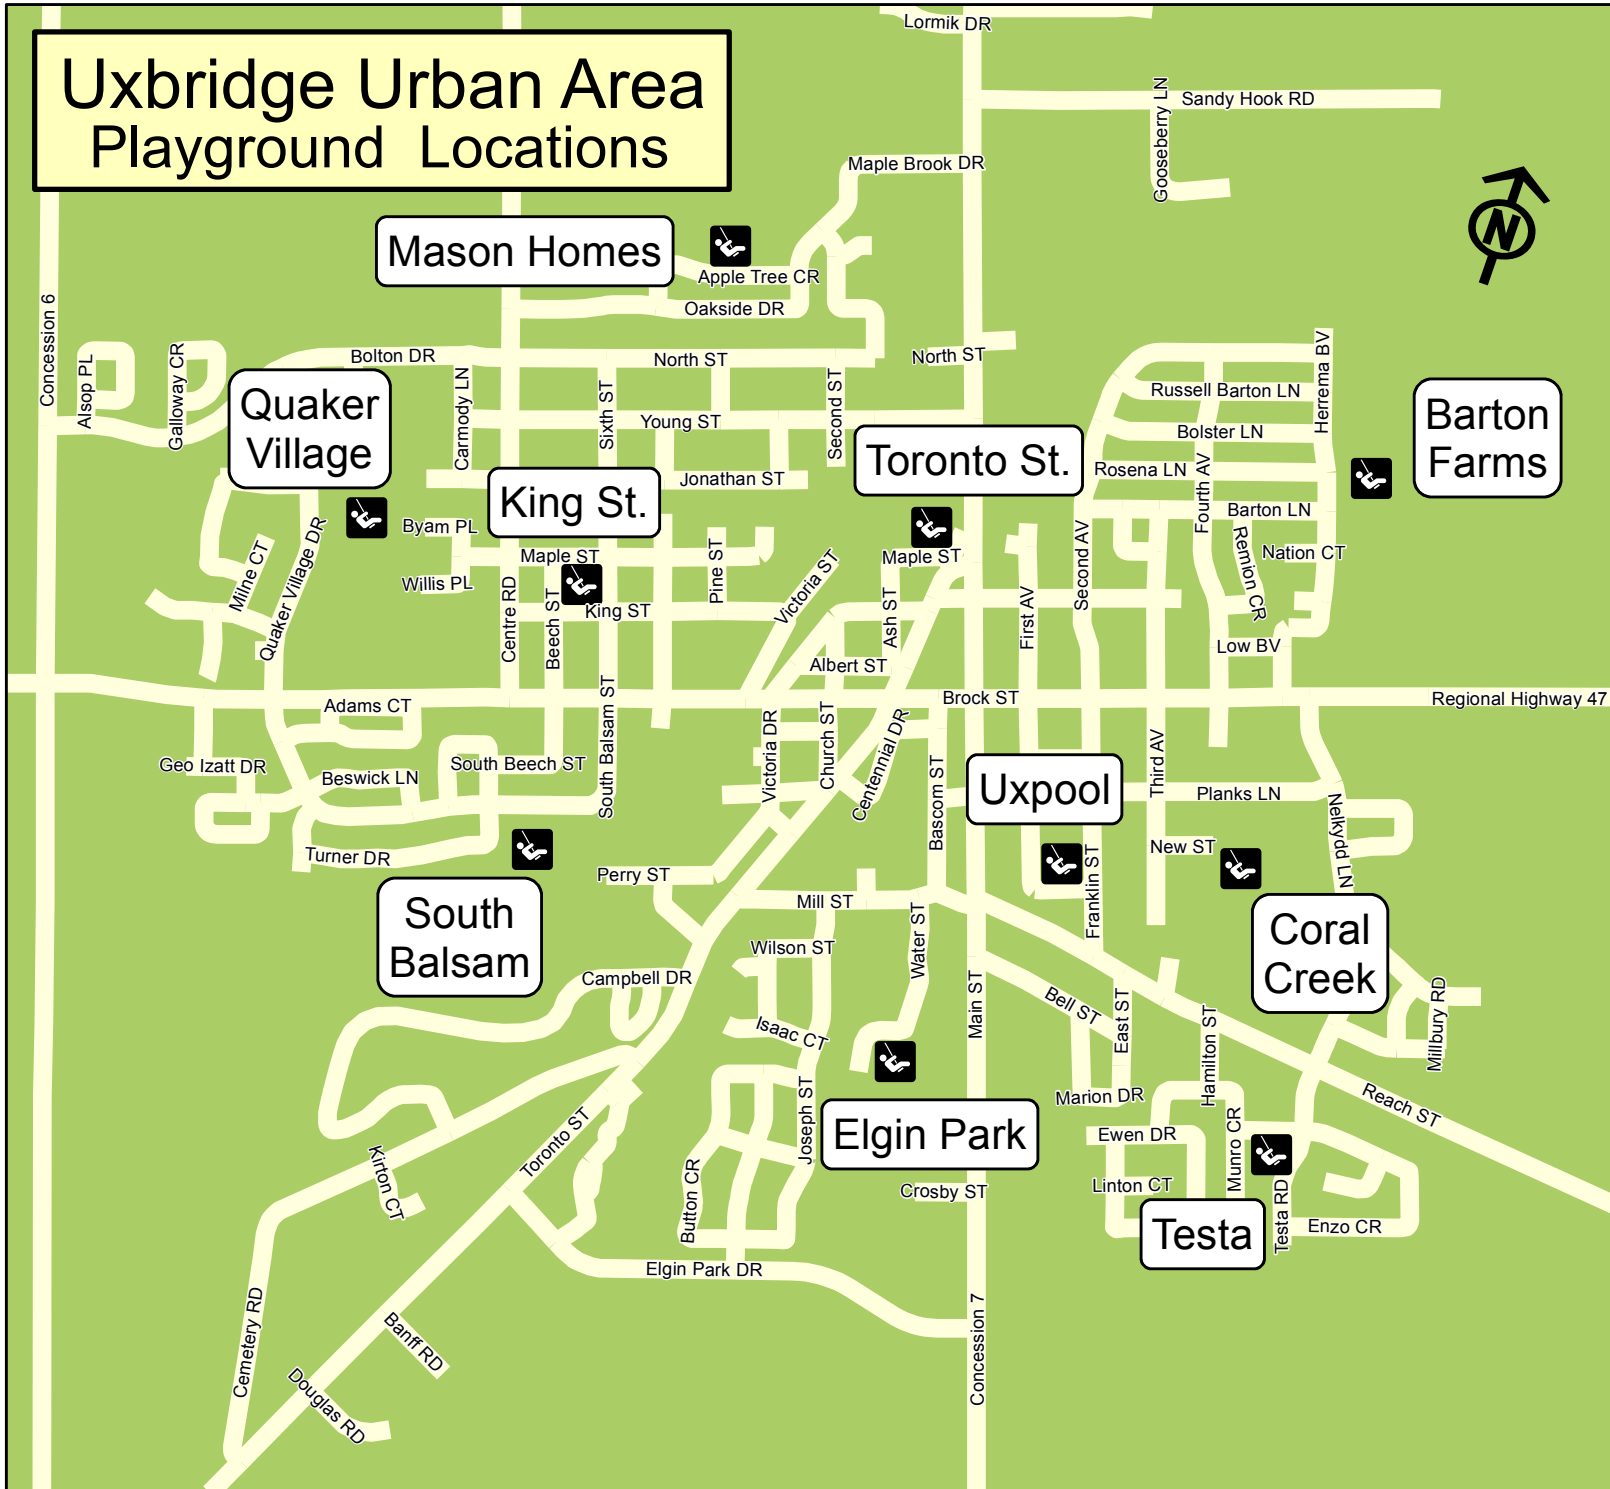 Uxbridge Urban Area
Playground Locations
Lormik DR
Sandy Hook RD
Gooseberry LN
Maple Brook DR
N
Mason Homes
Apple Tree CR
Oakside DR
Concession 6
Alsop PL
Galloway CR
Bolton DR
North ST
North ST
Carmody LN
Sixth ST
Second ST
Young ST
Jonathan ST
Herrema BV
Russell Barton LN
Bolster LN
Rosena LN
Fourth AV
Barton LN
Barton
Farms
Quaker
Village
King St.
Toronto St.
Byam PL
Willis PL
Milne CT
Quaker Village DR
Maple ST
Maple ST
Pine ST
King ST
Centre RD
Beech ST
Victoria ST
Ash ST
Albert ST
First AV
Second AV
Remion CR
Nation CT
Low BV
Brock ST
Regional Highway 47
Adams CT
Geo Izatt DR
Beswick LN
South Beech ST
South Balsam ST
Turner DR
Victoria DR
Church ST
Centennial DR
Bascom ST
Uxpool
Third AV
Planks LN
New ST
Nelkydd LN
Franklin ST
South
Balsam
Perry ST
Mill ST
Water ST
Wilson ST
Campbell DR
Isaac CT
Main ST
Bell ST
East ST
Coral
Creek
Millbury RD
Hamilton ST
Reach ST
Marion DR
Ewen DR
Linton CT
Munro CR
Testa RD
Enzo CR
Testa
Elgin Park
Joseph ST
Button CR
Crosby ST
Toronto ST
Kirton CT
Elgin Park DR
Concession 7
Cemetery RD
Banff RD
Douglas RD